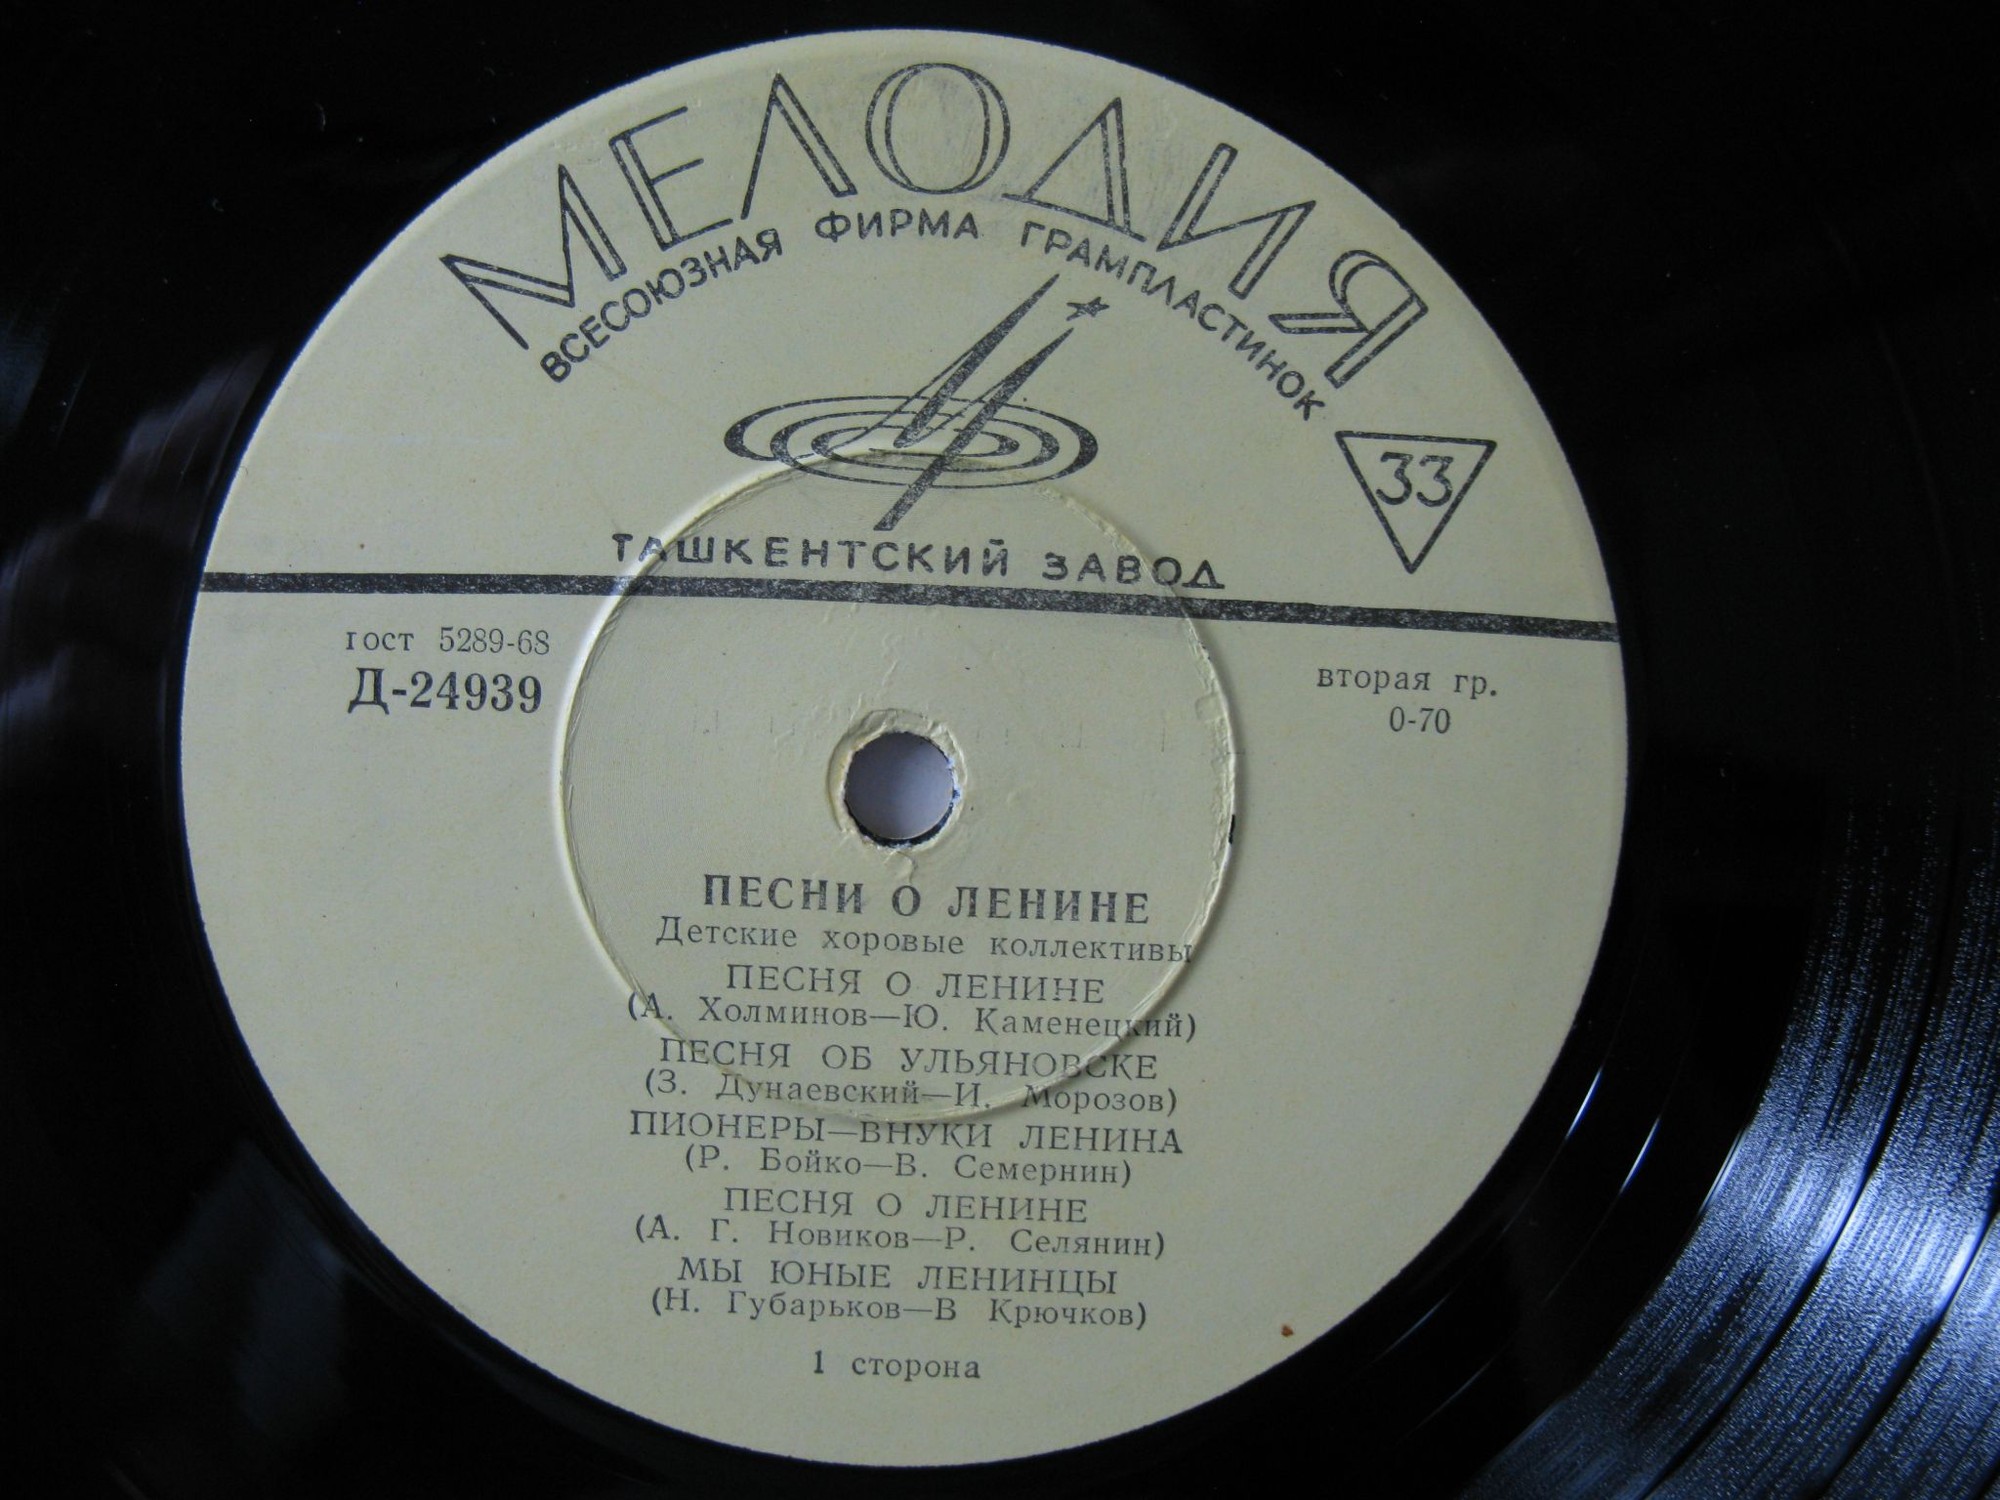 МЕЛОДИЯ
ВСЕСОЮЗНАЯ ФИРМА ГРАМПЛАСТИНОК
33
ТАШКЕНТСКИЙ ЗАВОД
гост 5289-68
Д-24939
вторая гр.
0-70
ПЕСНИ О ЛЕНИНЕ
Детские хоровые коллективы
ПЕСНЯ О ЛЕНИНЕ
(А. Холминов—Ю. Каменецкий)
ПЕСНЯ ОБ УЛЬЯНОВСКЕ
(З. Дунаевский—И. Морозов)
ПИОНЕРЫ—ВНУКИ ЛЕНИНА
(Р. Бойко—В. Семернин)
ПЕСНЯ О ЛЕНИНЕ
(А. Г. Новиков—Р. Селянин)
МЫ ЮНЫЕ ЛЕНИНЦЫ
(Н. Губарьков—В Крючков)
1 сторона